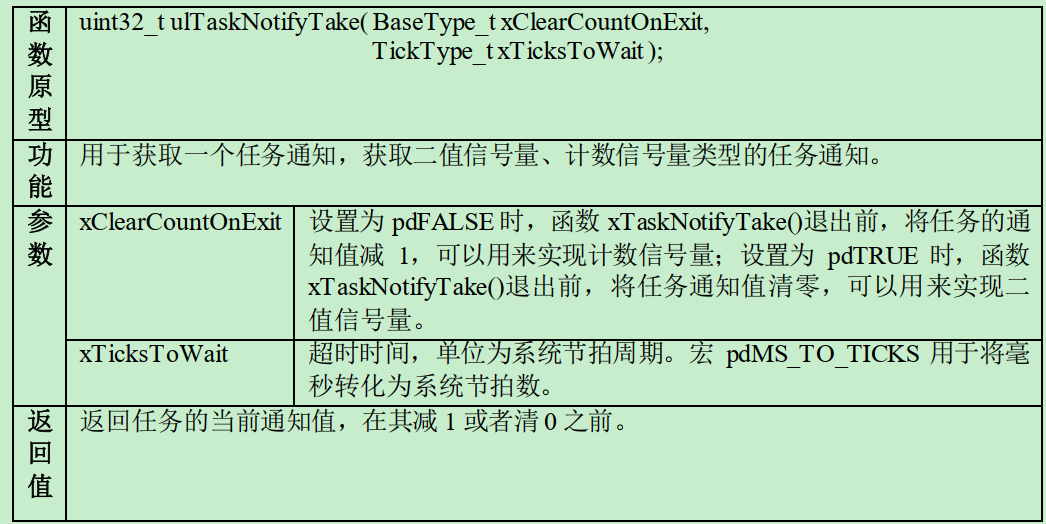 函数原型
uint32_t ulTaskNotifyTake( BaseType_t xClearCountOnExit,
TickType_t xTicksToWait );
功能
用于获取一个任务通知，获取二值信号量、计数信号量类型的任务通知。
参数
xClearCountOnExit
设置为 pdFALSE 时，函数 xTaskNotifyTake()退出前，将任务的通
知值减 1，可以用来实现计数信号量；设置为 pdTRUE 时，函数
xTaskNotifyTake()退出前，将任务通知值清零，可以用来实现二
值信号量。
xTicksToWait
超时时间，单位为系统节拍周期。宏 pdMS_TO_TICKS 用于将毫
秒转化为系统节拍数。
返回值
返回任务的当前通知值，在其减 1 或者清 0 之前。